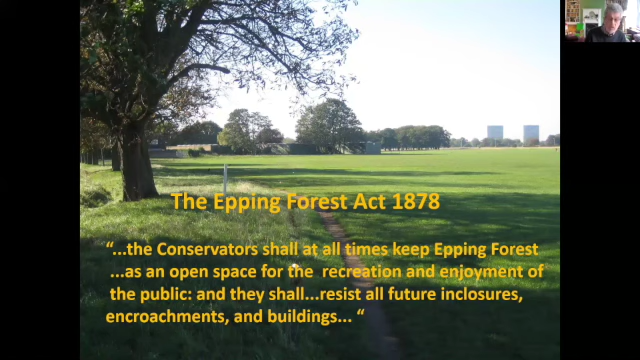 The Epping Forest Act 1878
“...the Conservators shall at all times keep Epping Forest
...as an open space for the recreation and enjoyment of
the public: and they shall...resist all future inclosures,
encroachments, and buildings... “